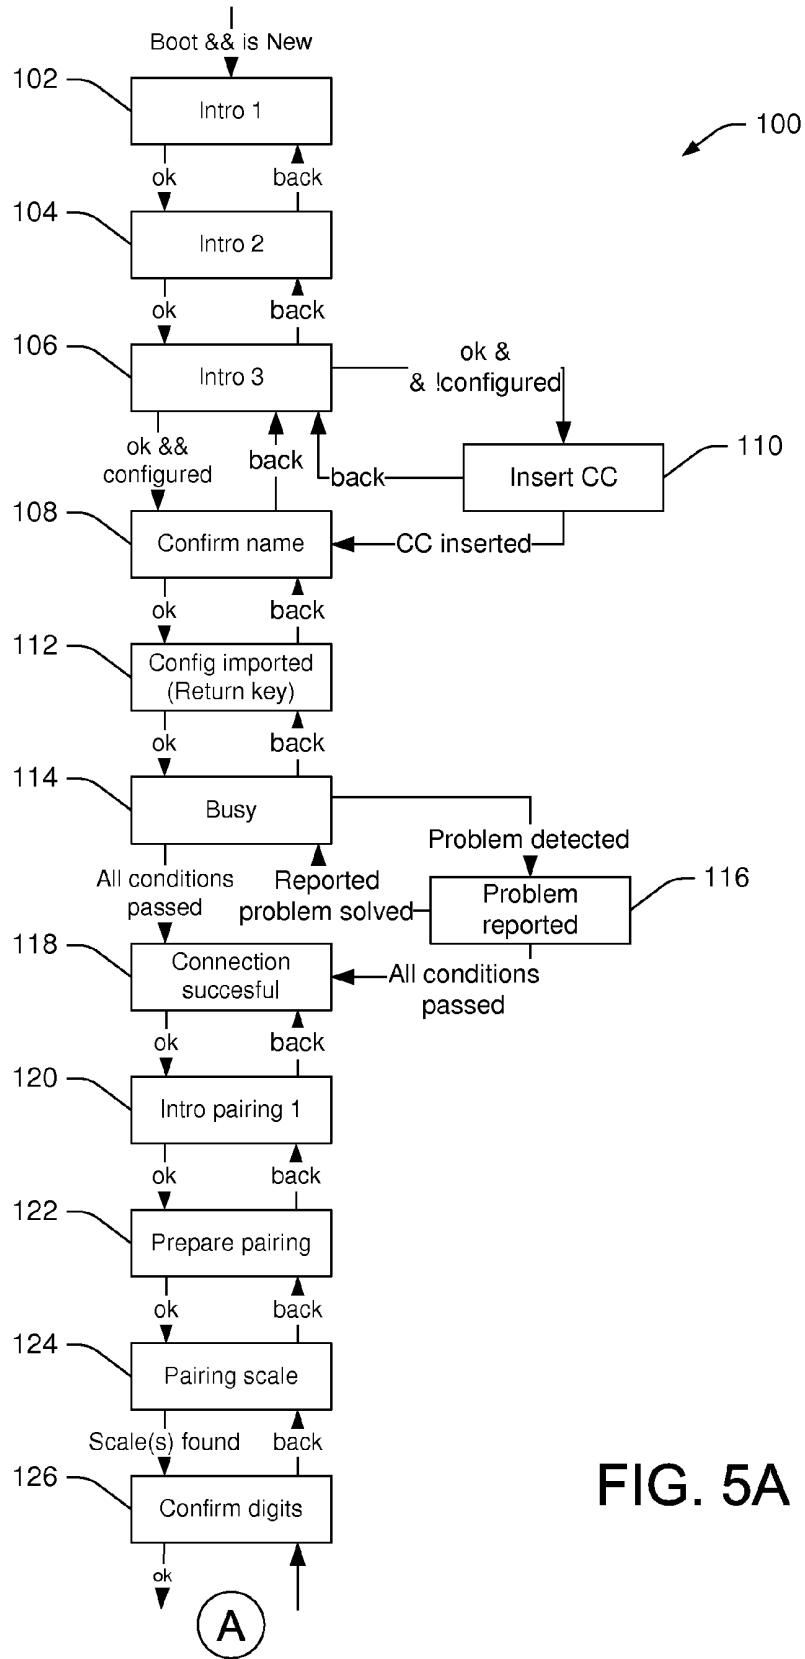 Boot && is New
102
Intro 1
100
ok
back
104
Intro 2
ok
back
106
Intro 3
ok &
& !configured
ok &&
configured
back
back
Insert CC
110
108
Confirm name
CC inserted
ok
back
112
Config imported
(Return key)
ok
back
114
Busy
Problem detected
All conditions
passed
Reported
problem solved
Problem
reported
116
118
Connection
succesful
All conditions
passed
ok
back
120
Intro pairing 1
ok
back
122
Prepare pairing
ok
back
124
Pairing scale
Scale(s) found
back
126
Confirm digits
FIG. 5A
ok
A